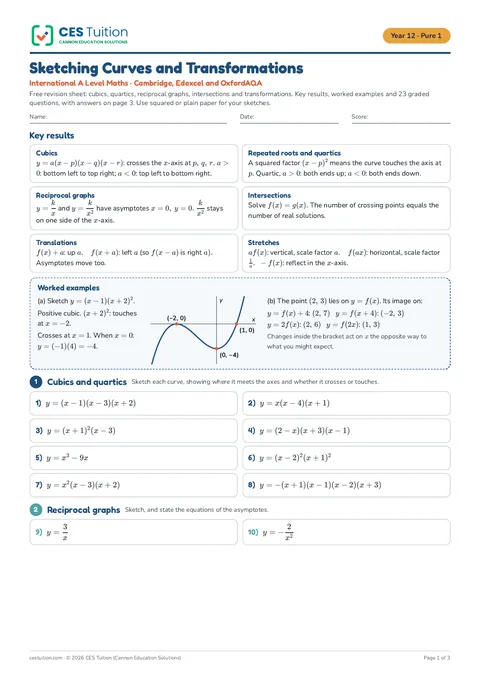 CES Tuition
CANNON EDUCATION SOLUTIONS
Year 12 · Pure 1
Sketching Curves and Transformations
International A Level Maths · Cambridge, Edexcel and OxfordAQA
Free revision sheet: cubics, quartics, reciprocal graphs, intersections and transformations. Key results, worked examples and 23 graded
questions, with answers on page 3. Use squared or plain paper for your sketches.
Name:
Date:
Score:
Key results
Cubics
y = a(x − p)(x − q)(x − r): crosses the x-axis at p, q, r. a >
0: bottom left to top right; a < 0: top left to bottom right.
Repeated roots and quartics
A squared factor (x − p)² means the curve touches the axis at
p. Quartic, a > 0: both ends up; a < 0: both ends down.
Reciprocal graphs
y = k/x and y = k/x² have asymptotes x = 0, y = 0. k/x² stays
on one side of the x-axis.
Intersections
Solve f(x) = g(x). The number of crossing points equals the
number of real solutions.
Translations
f(x) + a: up a. f(x + a): left a (so f(x − a) is right a).
Asymptotes move too.
Stretches
af(x): vertical, scale factor a. f(ax): horizontal, scale factor
1/a. −f(x): reflect in the x-axis.
Worked examples
(a) Sketch y = (x − 1)(x + 2)².
Positive cubic. (x + 2)²: touches
at x = −2.
Crosses at x = 1. When x = 0:
y = (−1)(4) = −4.
y
x
(-2, 0)
(1, 0)
(0, −4)
(b) The point (2, 3) lies on y = f(x). Its image on:
y = f(x) + 4: (2, 7) y = f(x + 4): (−2, 3)
y = 2f(x): (2, 6) y = f(2x): (1, 3)
Changes inside the bracket act on x the opposite way to
what you might expect.
1 Cubics and quartics Sketch each curve, showing where it meets the axes and whether it crosses or touches.
1) y = (x − 1)(x − 3)(x + 2)
2) y = x(x − 4)(x + 1)
3) y = (x + 1)²(x − 3)
4) y = (2 − x)(x + 3)(x − 1)
5) y = x³ − 9x
6) y = (x − 2)²(x + 1)²
7) y = x²(x − 3)(x + 2)
8) y = −(x + 1)(x − 1)(x − 2)(x + 3)
2 Reciprocal graphs Sketch, and state the equations of the asymptotes.
9) y = 3/x
10) y = −2/x²
cestuition.com · © 2026 CES Tuition (Cannon Education Solutions)
Page 1 of 3